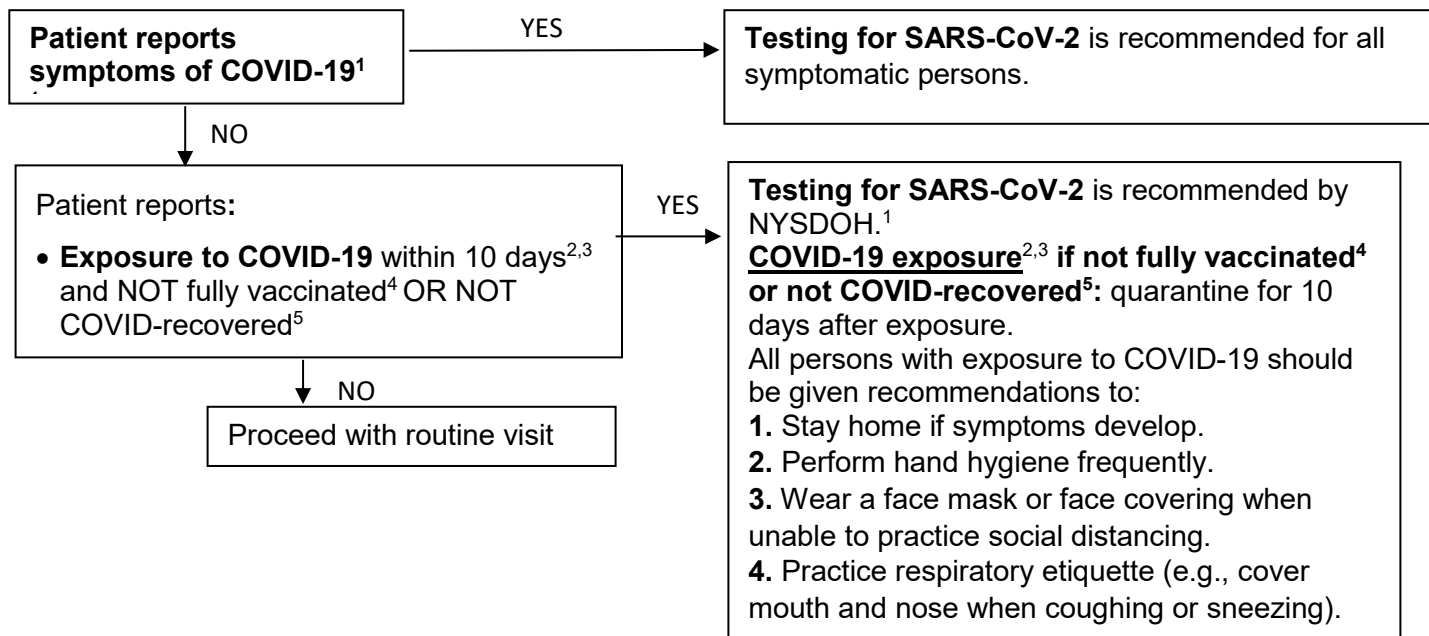 Patient reports
symptoms of COVID-19¹
YES
Testing for SARS-CoV-2 is recommended for all
symptomatic persons.
NO
Patient reports:
• Exposure to COVID-19 within 10 days²,³
and NOT fully vaccinated⁴ OR NOT
COVID-recovered⁵
YES
Testing for SARS-CoV-2 is recommended by
NYSDOH.¹
COVID-19 exposure²,³ if not fully vaccinated⁴
or not COVID-recovered⁵: quarantine for 10
days after exposure.
All persons with exposure to COVID-19 should
be given recommendations to:
1. Stay home if symptoms develop.
2. Perform hand hygiene frequently.
3. Wear a face mask or face covering when
unable to practice social distancing.
4. Practice respiratory etiquette (e.g., cover
mouth and nose when coughing or sneezing).
NO
Proceed with routine visit